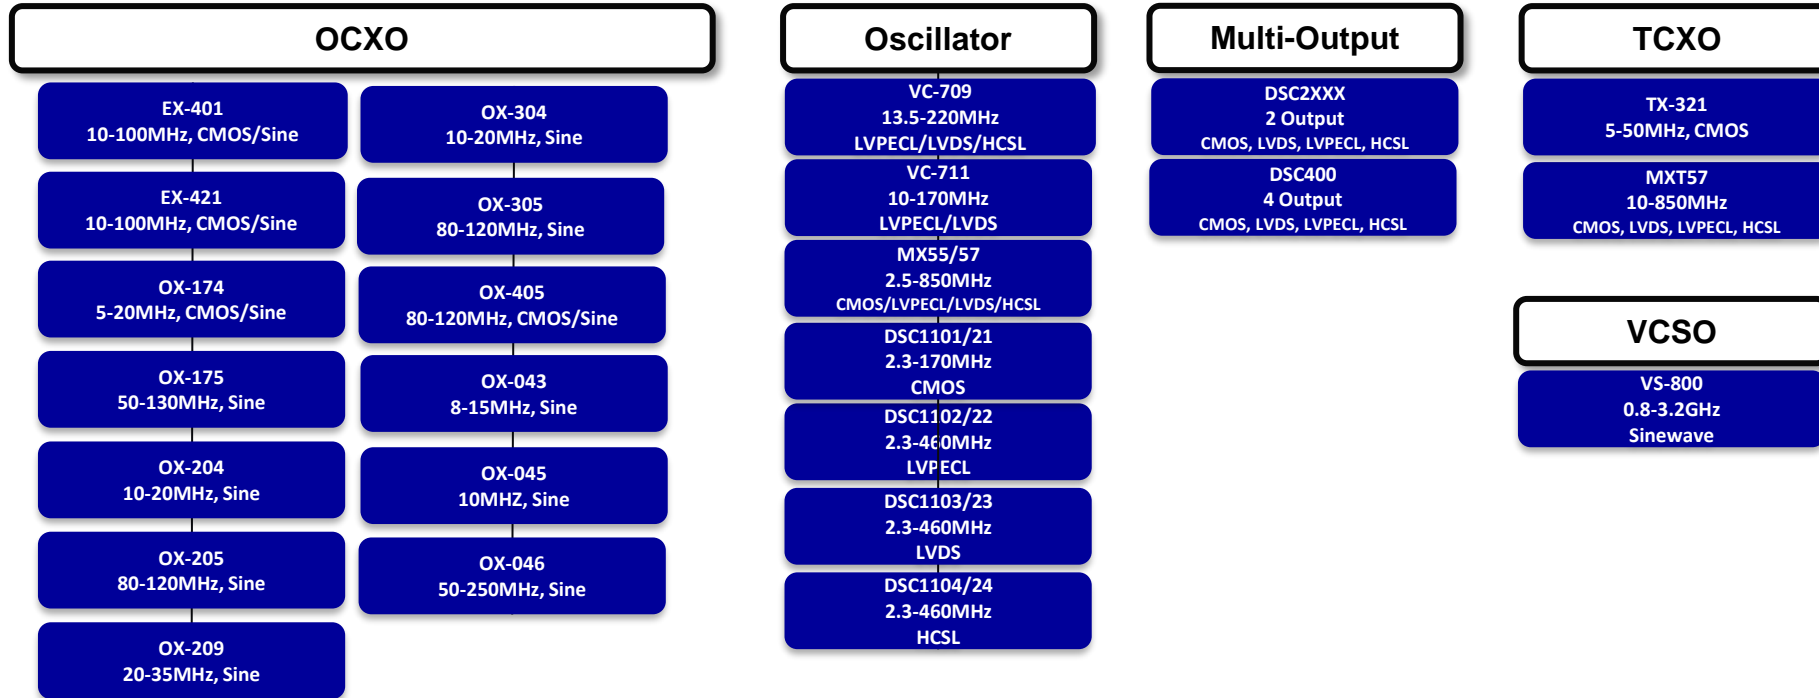 OCXO
EX-401
10-100MHz, CMOS/Sine
EX-421
10-100MHz, CMOS/Sine
OX-174
5-20MHz, CMOS/Sine
OX-175
50-130MHz, Sine
OX-204
10-20MHz, Sine
OX-205
80-120MHz, Sine
OX-209
20-35MHz, Sine
OX-304
10-20MHz, Sine
OX-305
80-120MHz, Sine
OX-405
80-120MHz, CMOS/Sine
OX-043
8-15MHz, Sine
OX-045
10MHZ, Sine
OX-046
50-250MHz, Sine
Oscillator
VC-709
13.5-220MHz
LVPECL/LVDS/HCSL
VC-711
10-170MHz
LVPECL/LVDS
MX55/57
2.5-850MHz
CMOS/LVPECL/LVDS/HCSL
DSC1101/21
2.3-170MHz
CMOS
DSC1102/22
2.3-460MHz
LVPECL
DSC1103/23
2.3-460MHz
LVDS
DSC1104/24
2.3-460MHz
HCSL
Multi-Output
DSC2XXX
2 Output
CMOS, LVDS, LVPECL, HCSL
DSC400
4 Output
CMOS, LVDS, LVPECL, HCSL
TCXO
TX-321
5-50MHz, CMOS
MXT57
10-850MHz
CMOS, LVDS, LVPECL, HCSL
VCSO
VS-800
0.8-3.2GHz
Sinewave